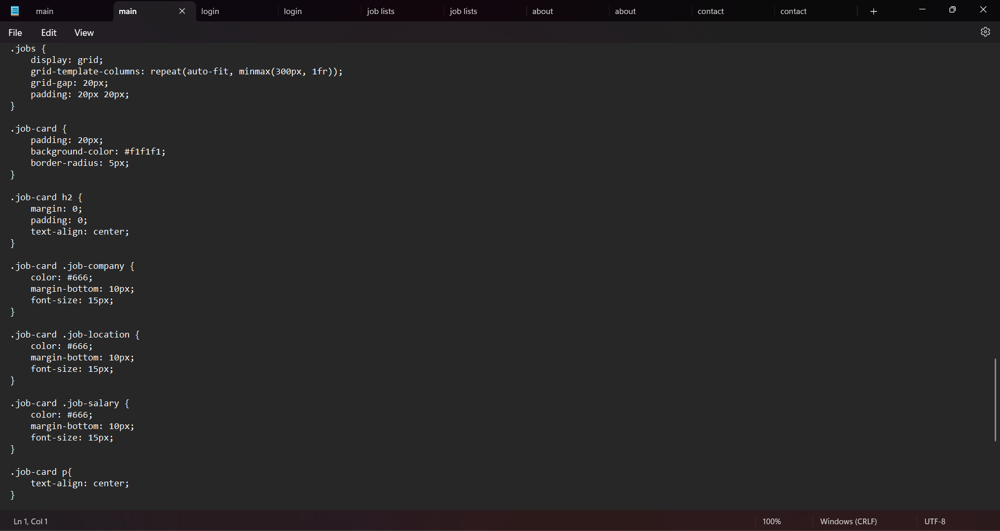 main
main
login
login
job lists
job lists
about
about
contact
contact
File Edit View
.jobs {
    display: grid;
    grid-template-columns: repeat(auto-fit, minmax(300px, 1fr));
    grid-gap: 20px;
    padding: 20px 20px;
}

.job-card {
    padding: 20px;
    background-color: #f1f1f1;
    border-radius: 5px;
}

.job-card h2 {
    margin: 0;
    padding: 0;
    text-align: center;
}

.job-card .job-company {
    color: #666;
    margin-bottom: 10px;
    font-size: 15px;
}

.job-card .job-location {
    color: #666;
    margin-bottom: 10px;
    font-size: 15px;
}

.job-card .job-salary {
    color: #666;
    margin-bottom: 10px;
    font-size: 15px;
}

.job-card p{
    text-align: center;
}
Ln 1, Col 1
100%
Windows (CRLF)
UTF-8